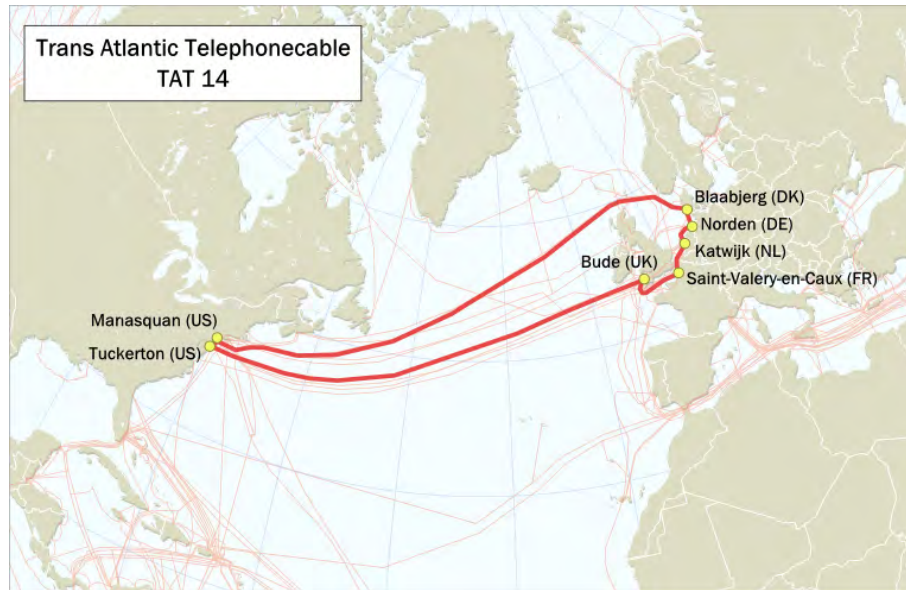 Trans Atlantic Telephonecable
TAT 14
Blaabjerg (DK)
Norden (DE)
Katwijk (NL)
Bude (UK)
Saint-Valery-en-Caux (FR)
Manasquan (US)
Tuckerton (US)